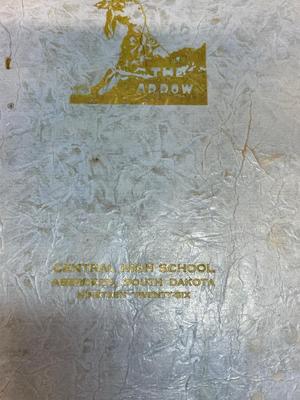 THE
ARROW
CENTRAL HIGH SCHOOL
ABERDEEN, SOUTH DAKOTA
NINETEEN TWENTY-SIX